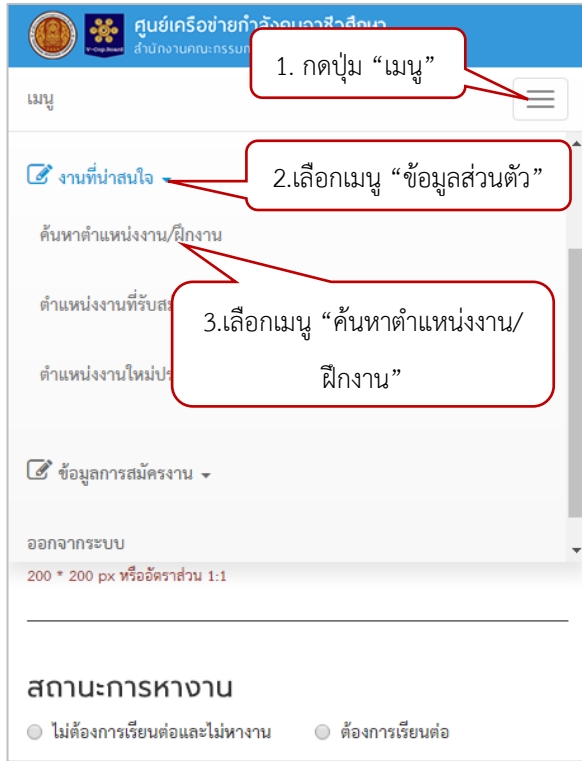 ศูนย์เครือข่ายกำลังคนอาชีวศึกษา
V-Cop.Board
สำนักงานคณะกรรมก
1. กดปุ่ม “เมนู”
เมนู
งานที่น่าสนใจ
2.เลือกเมนู “ข้อมูลส่วนตัว”
ค้นหาตำแหน่งงาน/ฝึกงาน
ตำแหน่งงานที่รับส
3.เลือกเมนู “ค้นหาตำแหน่งงาน/
ฝึกงาน”
ตำแหน่งงานใหม่ปร
ข้อมูลการสมัครงาน
ออกจากระบบ
200 * 200 px หรืออัตราส่วน 1:1
สถานะการหางาน
ไม่ต้องการเรียนต่อและไม่หางาน ต้องการเรียนต่อ